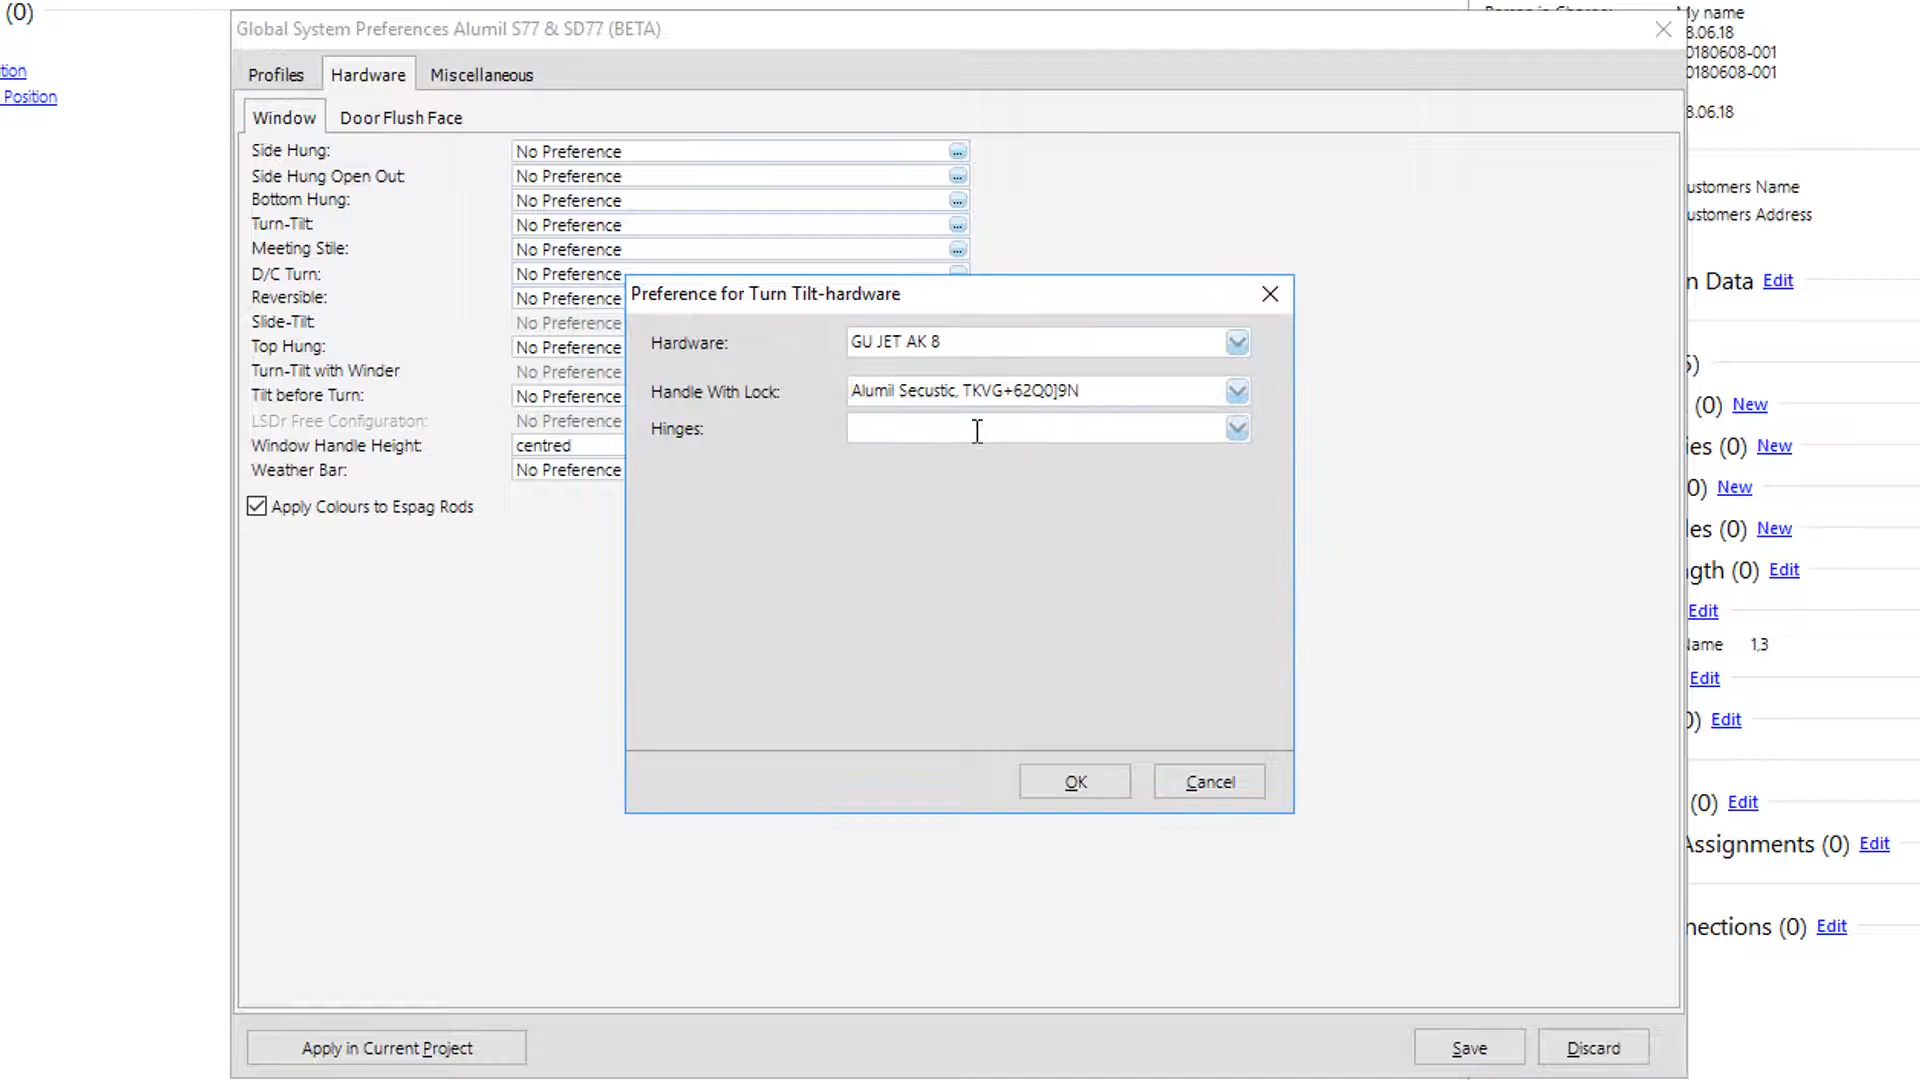 (0)
tion
Position
Global System Preferences Alumil S77 & SD77 (BETA)
Profiles Hardware Miscellaneous
Window Door Flush Face
Side Hung: No Preference
Side Hung Open Out: No Preference
Bottom Hung: No Preference
Turn-Tilt: No Preference
Meeting Stile: No Preference
D/C Turn: No Preference
Reversible: No Preference
Slide-Tilt: No Preference
Top Hung: No Preference
Turn-Tilt with Winder No Preference
Tilt before Turn: No Preference
LSDr Free Configuration: No Preference
Window Handle Height: centred
Weather Bar: No Preference
Apply Colours to Espag Rods
Preference for Turn Tilt-hardware
Hardware: GU JET AK 8
Handle With Lock: Alumil Secustic, TKVG+62Q0J9N
Hinges:
OK Cancel
Apply in Current Project Save Discard
My name
8.06.18
0180608-001
0180608-001
8.06.18
ustomers Name
ustomers Address
n Data Edit
5)
(0) New
ies (0) New
0) New
les (0) New
ngth (0) Edit
Edit
Name 1,3
Edit
0) Edit
(0) Edit
Assignments (0) Edit
nections (0) Edit